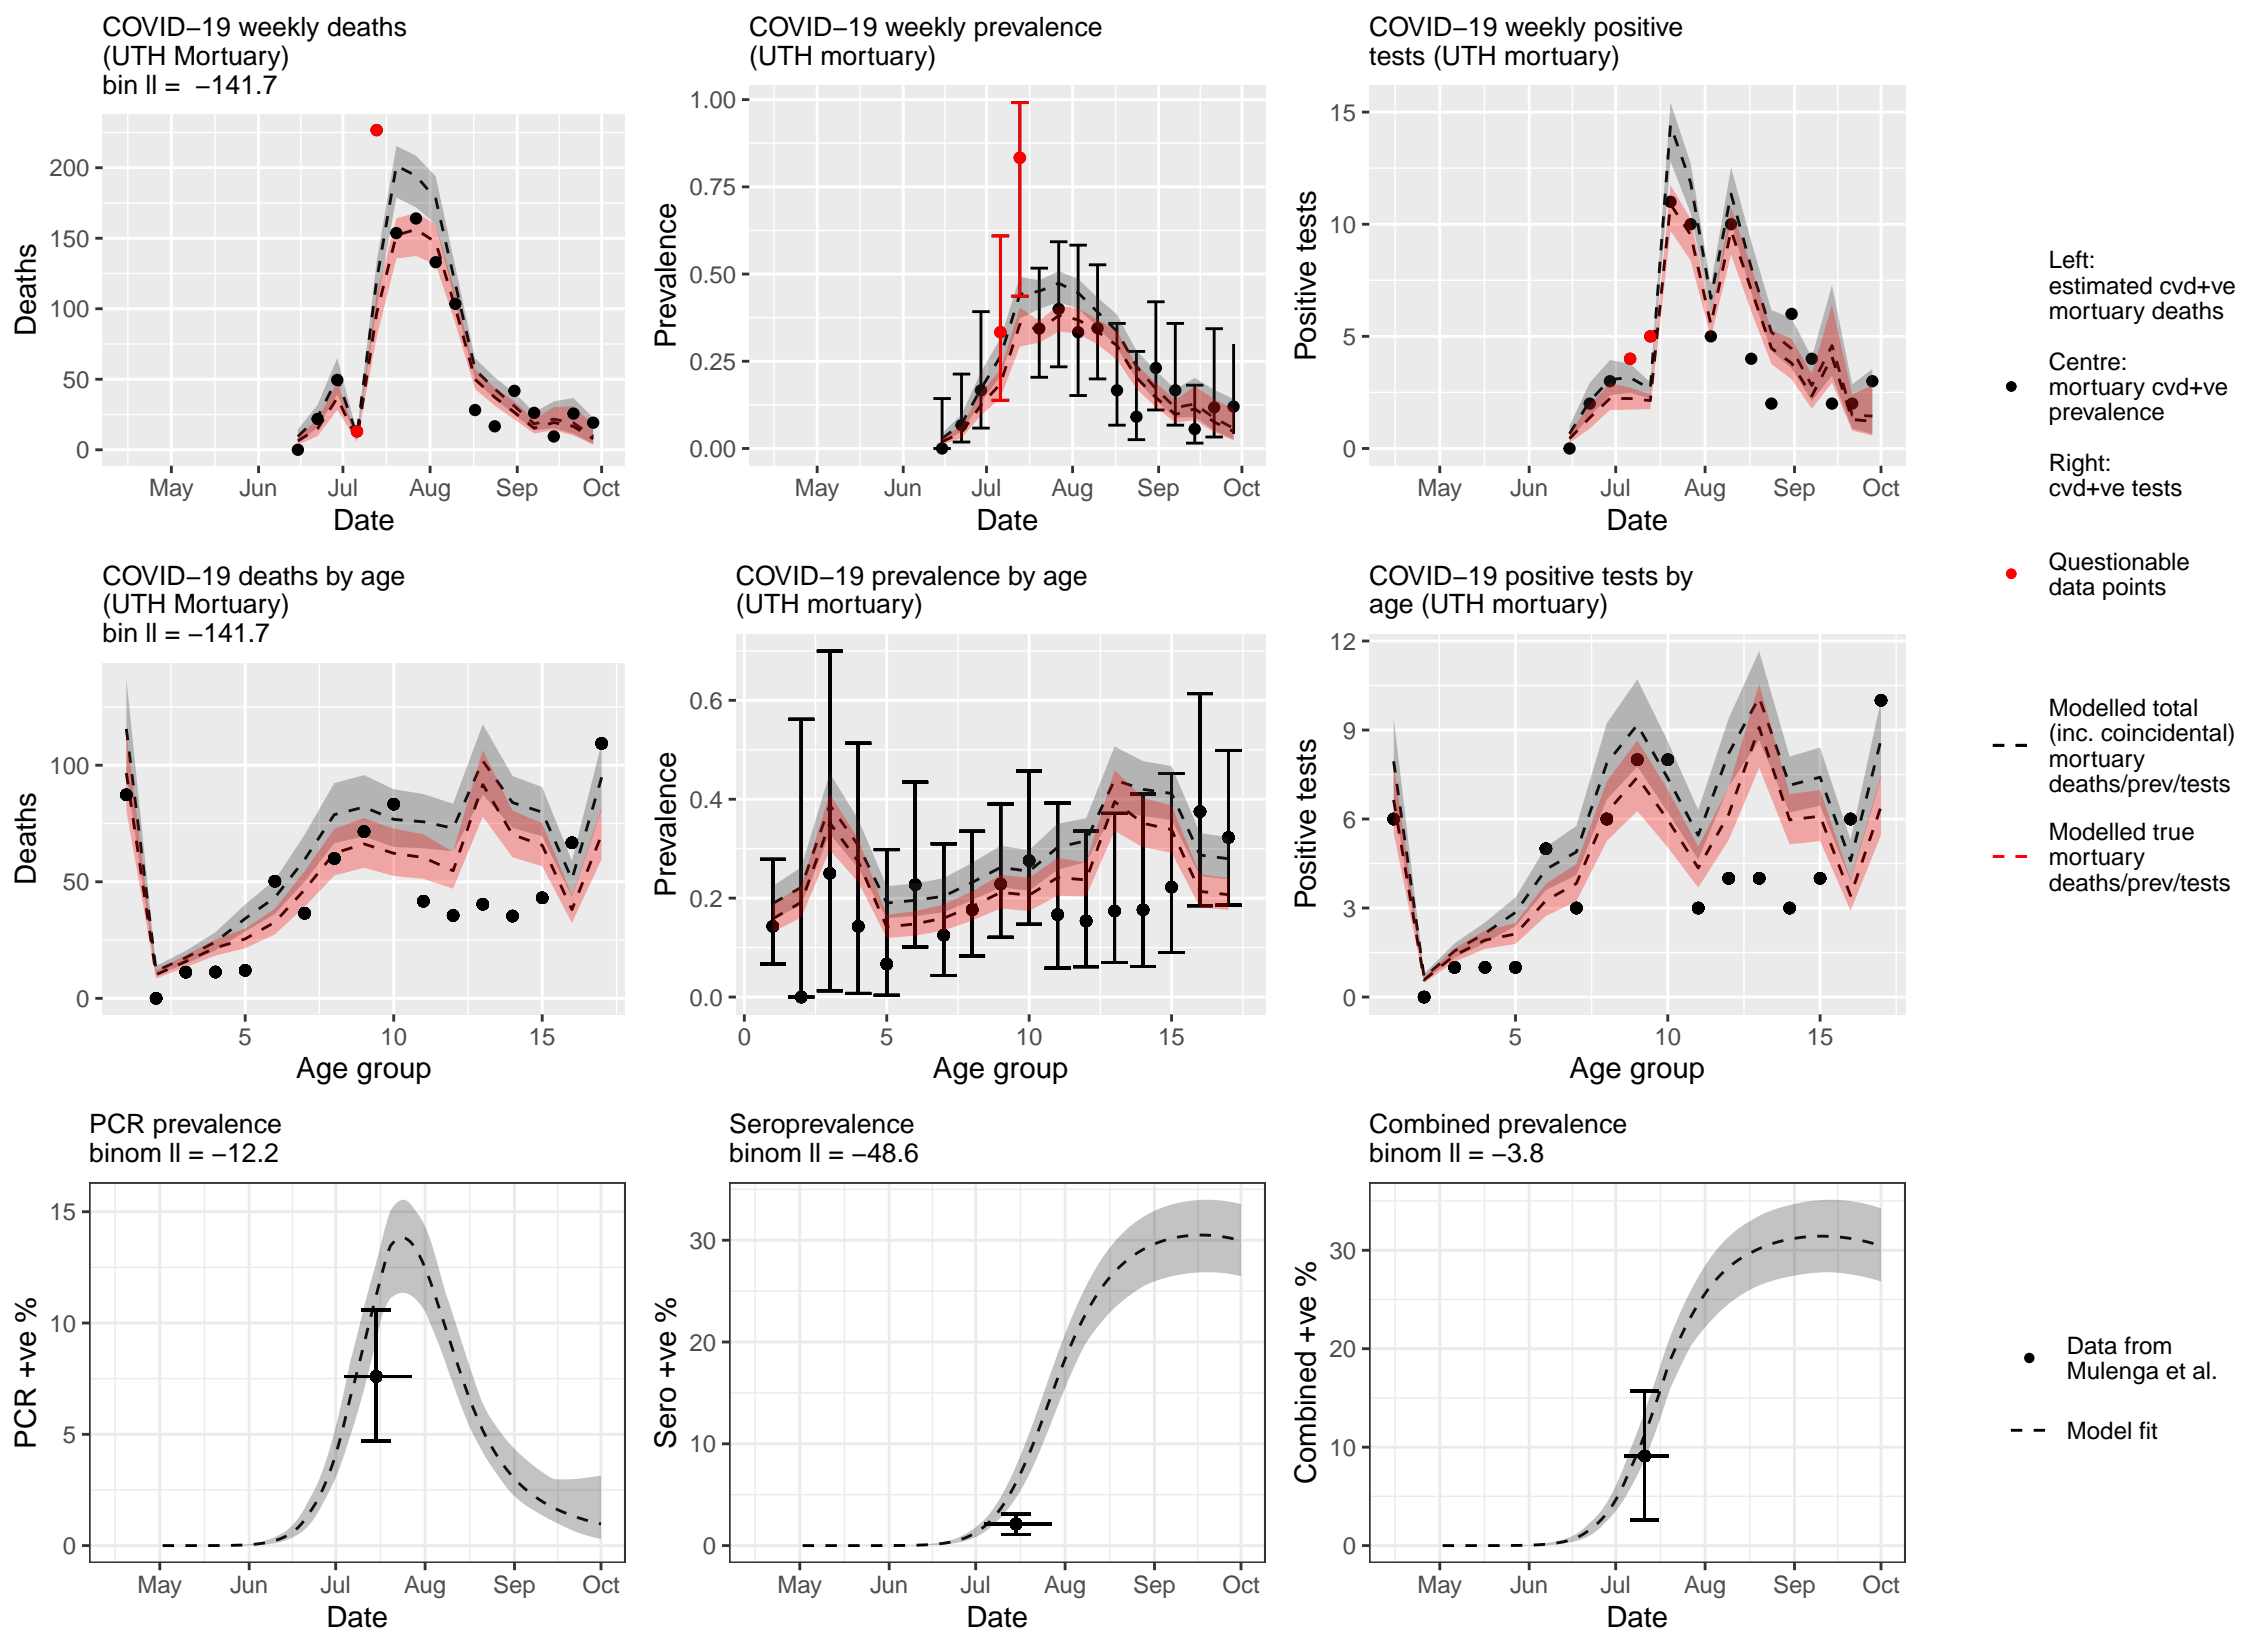 COVID−19 weekly deaths
(UTH Mortuary)
bin ll =  −141.7
Deaths
200
150
100
50
0
May Jun Jul Aug Sep Oct
Date
COVID−19 weekly prevalence
(UTH mortuary)
Prevalence
1.00
0.75
0.50
0.25
0.00
May Jun Jul Aug Sep Oct
Date
COVID−19 weekly positive
tests (UTH mortuary)
Positive tests
15
10
5
0
May Jun Jul Aug Sep Oct
Date
Left:
estimated cvd+ve
mortuary deaths
Centre:
mortuary cvd+ve
prevalence
Right:
cvd+ve tests
Questionable
data points
Modelled total
(inc. coincidental)
mortuary
deaths/prev/tests
Modelled true
mortuary
deaths/prev/tests
COVID−19 deaths by age
(UTH Mortuary)
bin ll = −141.7
Deaths
100
50
0
5 10 15
Age group
COVID−19 prevalence by age
(UTH mortuary)
Prevalence
0.6
0.4
0.2
0.0
0 5 10 15
Age group
COVID−19 positive tests by
age (UTH mortuary)
Positive tests
12
9
6
3
0
5 10 15
Age group
PCR prevalence
binom ll = −12.2
PCR +ve %
15
10
5
0
May Jun Jul Aug Sep Oct
Date
Seroprevalence
binom ll = −48.6
Sero +ve %
30
20
10
0
May Jun Jul Aug Sep Oct
Date
Combined prevalence
binom ll = −3.8
Combined +ve %
30
20
10
0
May Jun Jul Aug Sep Oct
Date
Data from
Mulenga et al.
Model fit